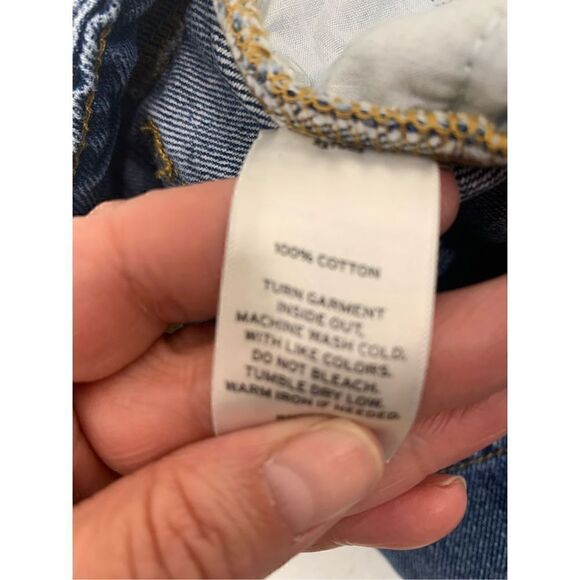 100% COTTON
TURN GARMENT
INSIDE OUT.
MACHINE WASH COLD.
WITH LIKE COLORS.
DO NOT BLEACH.
TUMBLE DRY LOW.
WARM IRON IF NEEDED.